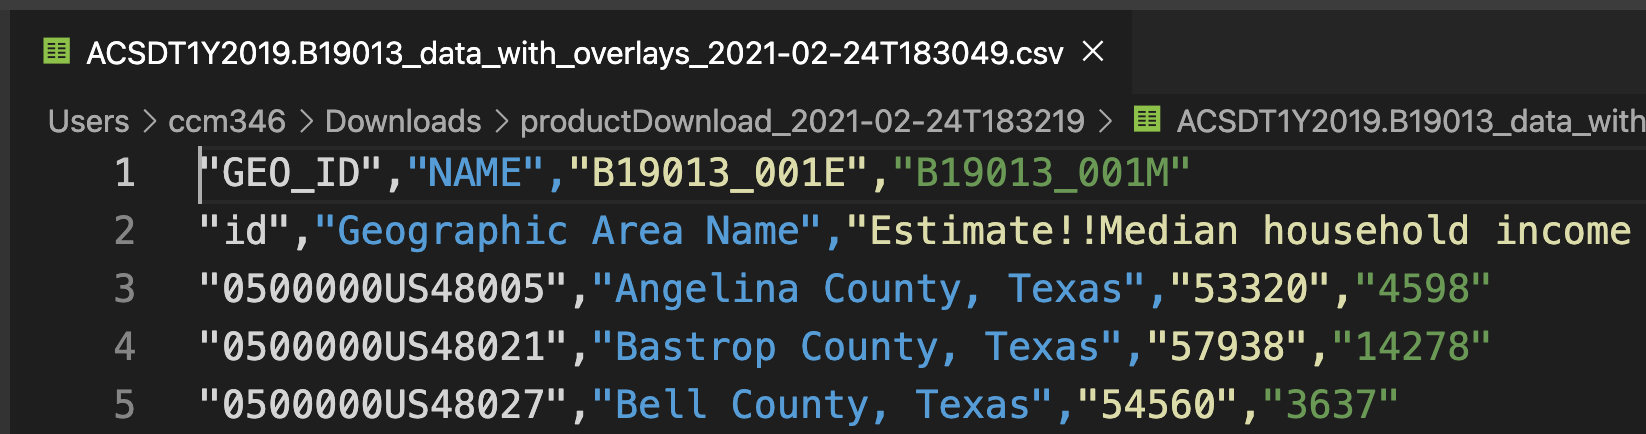 ACSDT1Y2019.B19013_data_with_overlays_2021-02-24T183049.csv ×
Users > ccm346 > Downloads > productDownload_2021-02-24T183219 > ACSDT1Y2019.B19013_data_with
1 "GEO_ID","NAME","B19013_001E","B19013_001M"
2 "id","Geographic Area Name","Estimate!!Median household income
3 "0500000US48005","Angelina County, Texas","53320","4598"
4 "0500000US48021","Bastrop County, Texas","57938","14278"
5 "0500000US48027","Bell County, Texas","54560","3637"